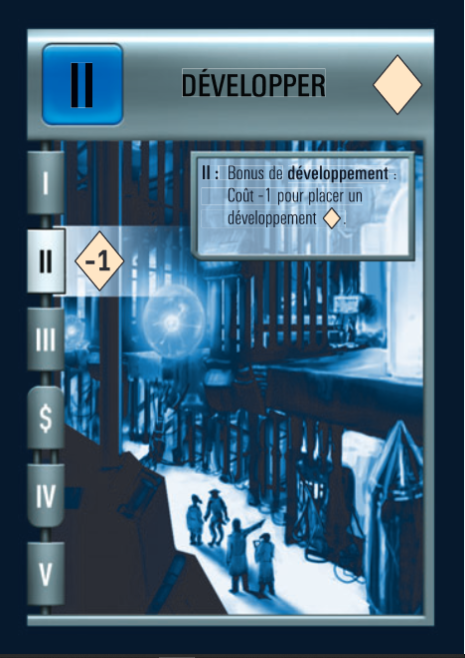 II
DÉVELOPPER
II : Bonus de développement :
Coût -1 pour placer un
développement .
I
II
-1
III
$
IV
V